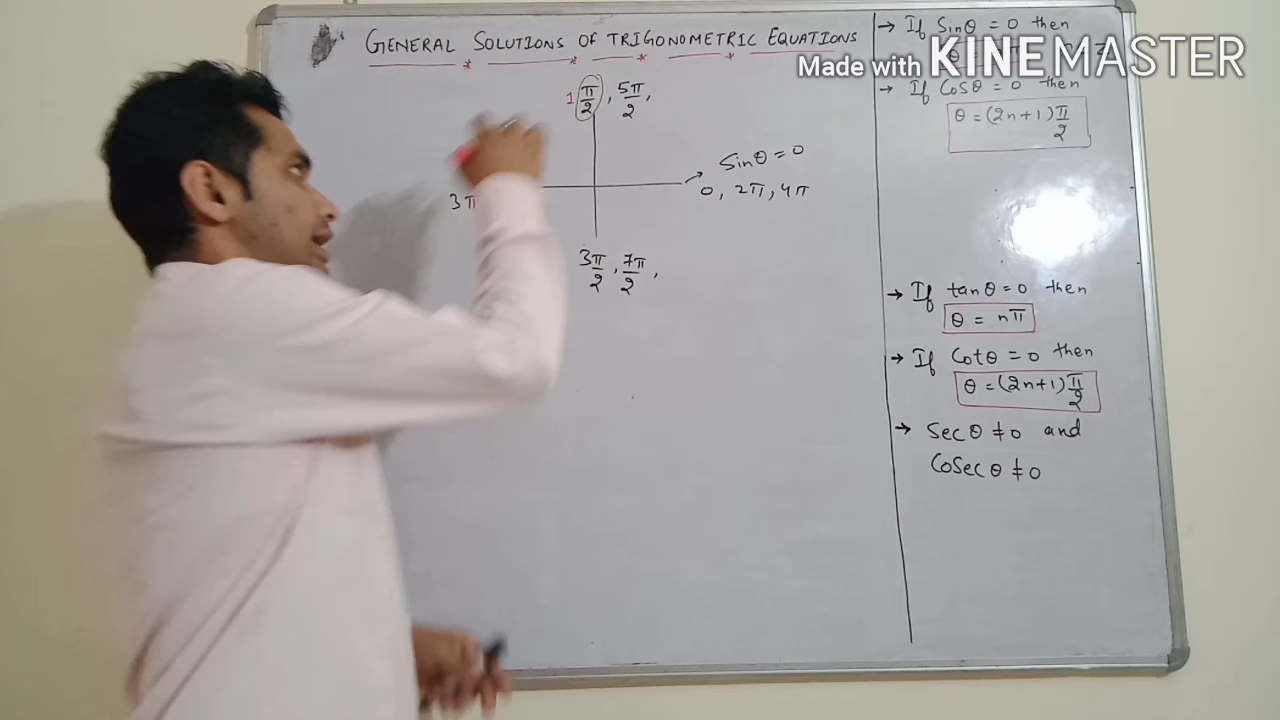 GENERAL SOLUTIONS OF TRIGONOMETRIC EQUATIONS
1 π/2, 5π/2,
Sinθ = 0
0, 2π, 4π
3π
3π/2, 7π/2,
→ If Sinθ = 0 then
Made with KINEMASTER
→ If Cosθ = 0 then
θ = (2n+1)π/2
→ If tanθ = 0 then
θ = nπ
→ If Cotθ = 0 then
θ = (2n+1)π/2
→ Secθ ≠ 0 and
Cosecθ ≠ 0